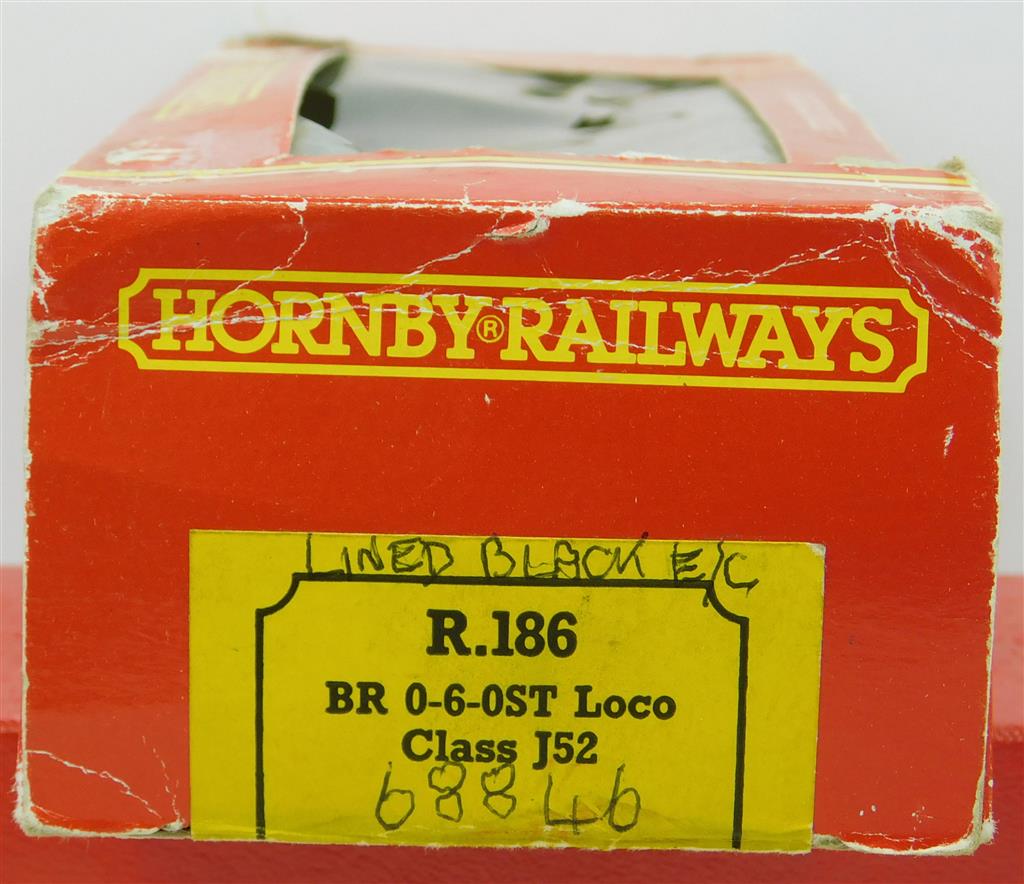 HORNBY® RAILWAYS
LINED BLACK E/C
R.186
BR 0-6-0ST Loco
Class J52
68846